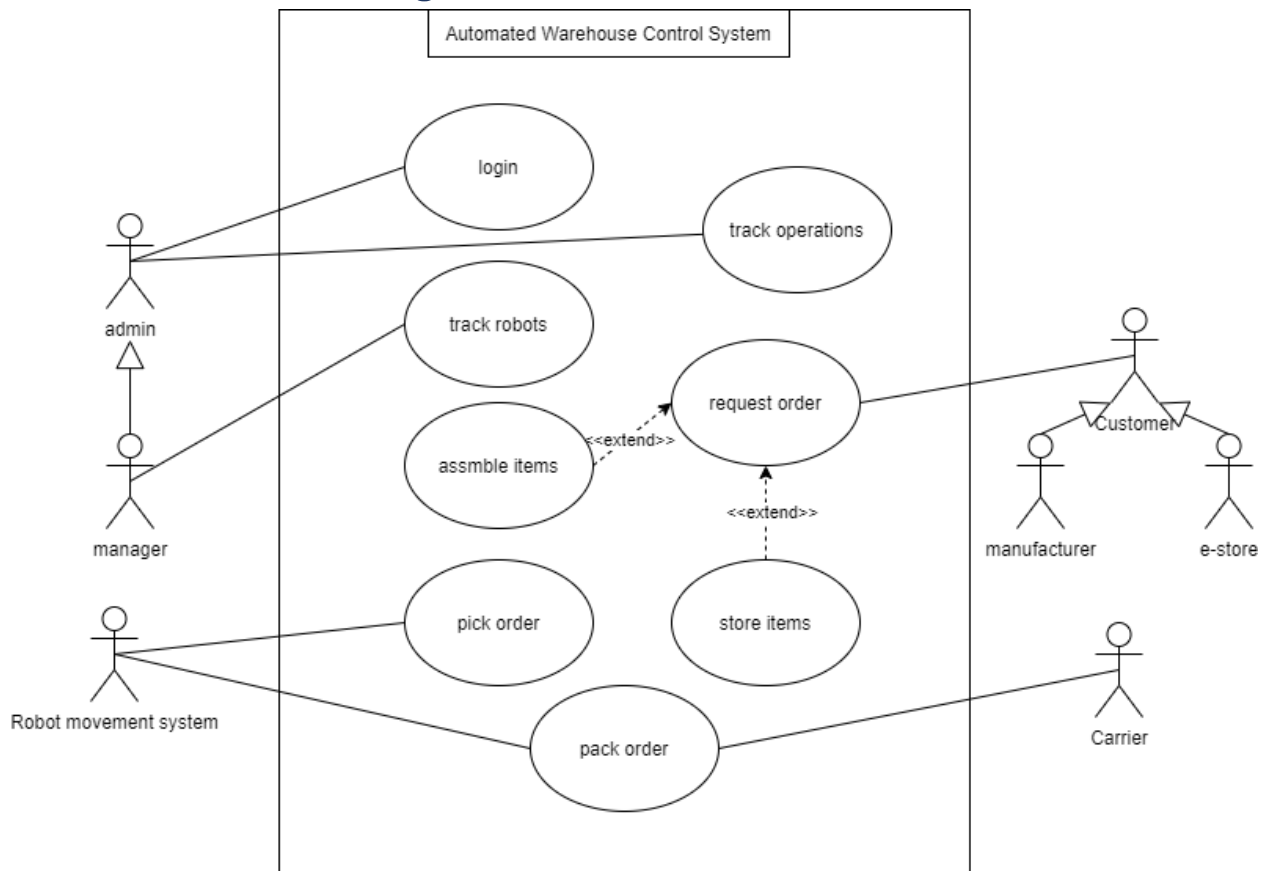 Automated Warehouse Control System
login
track operations
admin
track robots
request order
Customer
<<extend>>
assmble items
<<extend>>
manager
manufacturer
e-store
pick order
store items
Robot movement system
pack order
Carrier